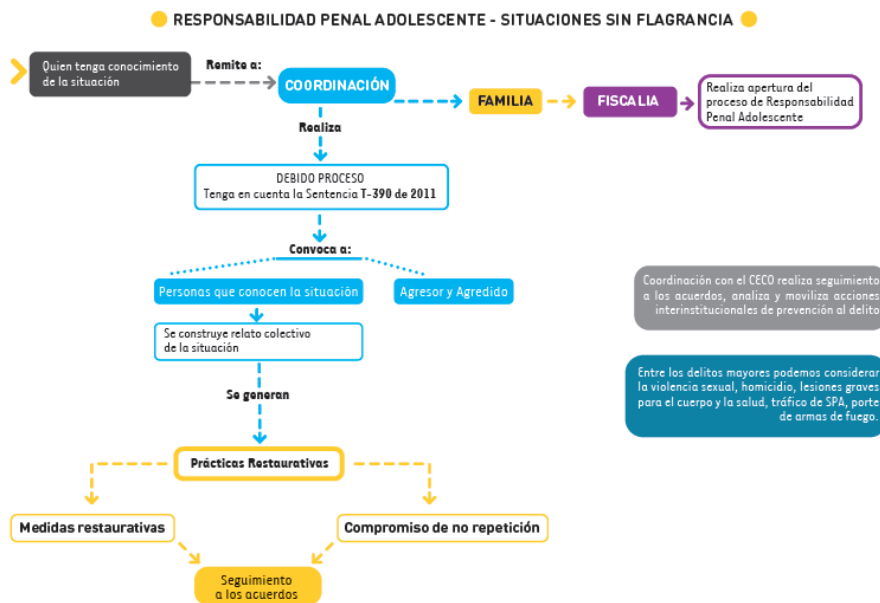 RESPONSABILIDAD PENAL ADOLESCENTE - SITUACIONES SIN FLAGRANCIA
Quien tenga conocimiento
de la situación
Remite a:
COORDINACIÓN
FAMILIA
FISCALIA
Realiza apertura del
proceso de Responsabilidad
Penal Adolescente
Realiza
DEBIDO PROCESO
Tenga en cuenta la Sentencia T-390 de 2011
Convoca a:
Personas que conocen la situación
Agresor y Agredido
Se construye relato colectivo
de la situación
Coordinación con el CECO realiza seguimiento
a los acuerdos, analiza y moviliza acciones
interinstitucionales de prevención al delito
Entre los delitos mayores podemos considerar
la violencia sexual, homicidio, lesiones graves
para el cuerpo y la salud, tráfico de SPA, porte
de armas de fuego.
Se generan
Prácticas Restaurativas
Medidas restaurativas
Compromiso de no repetición
Seguimiento
a los acuerdos